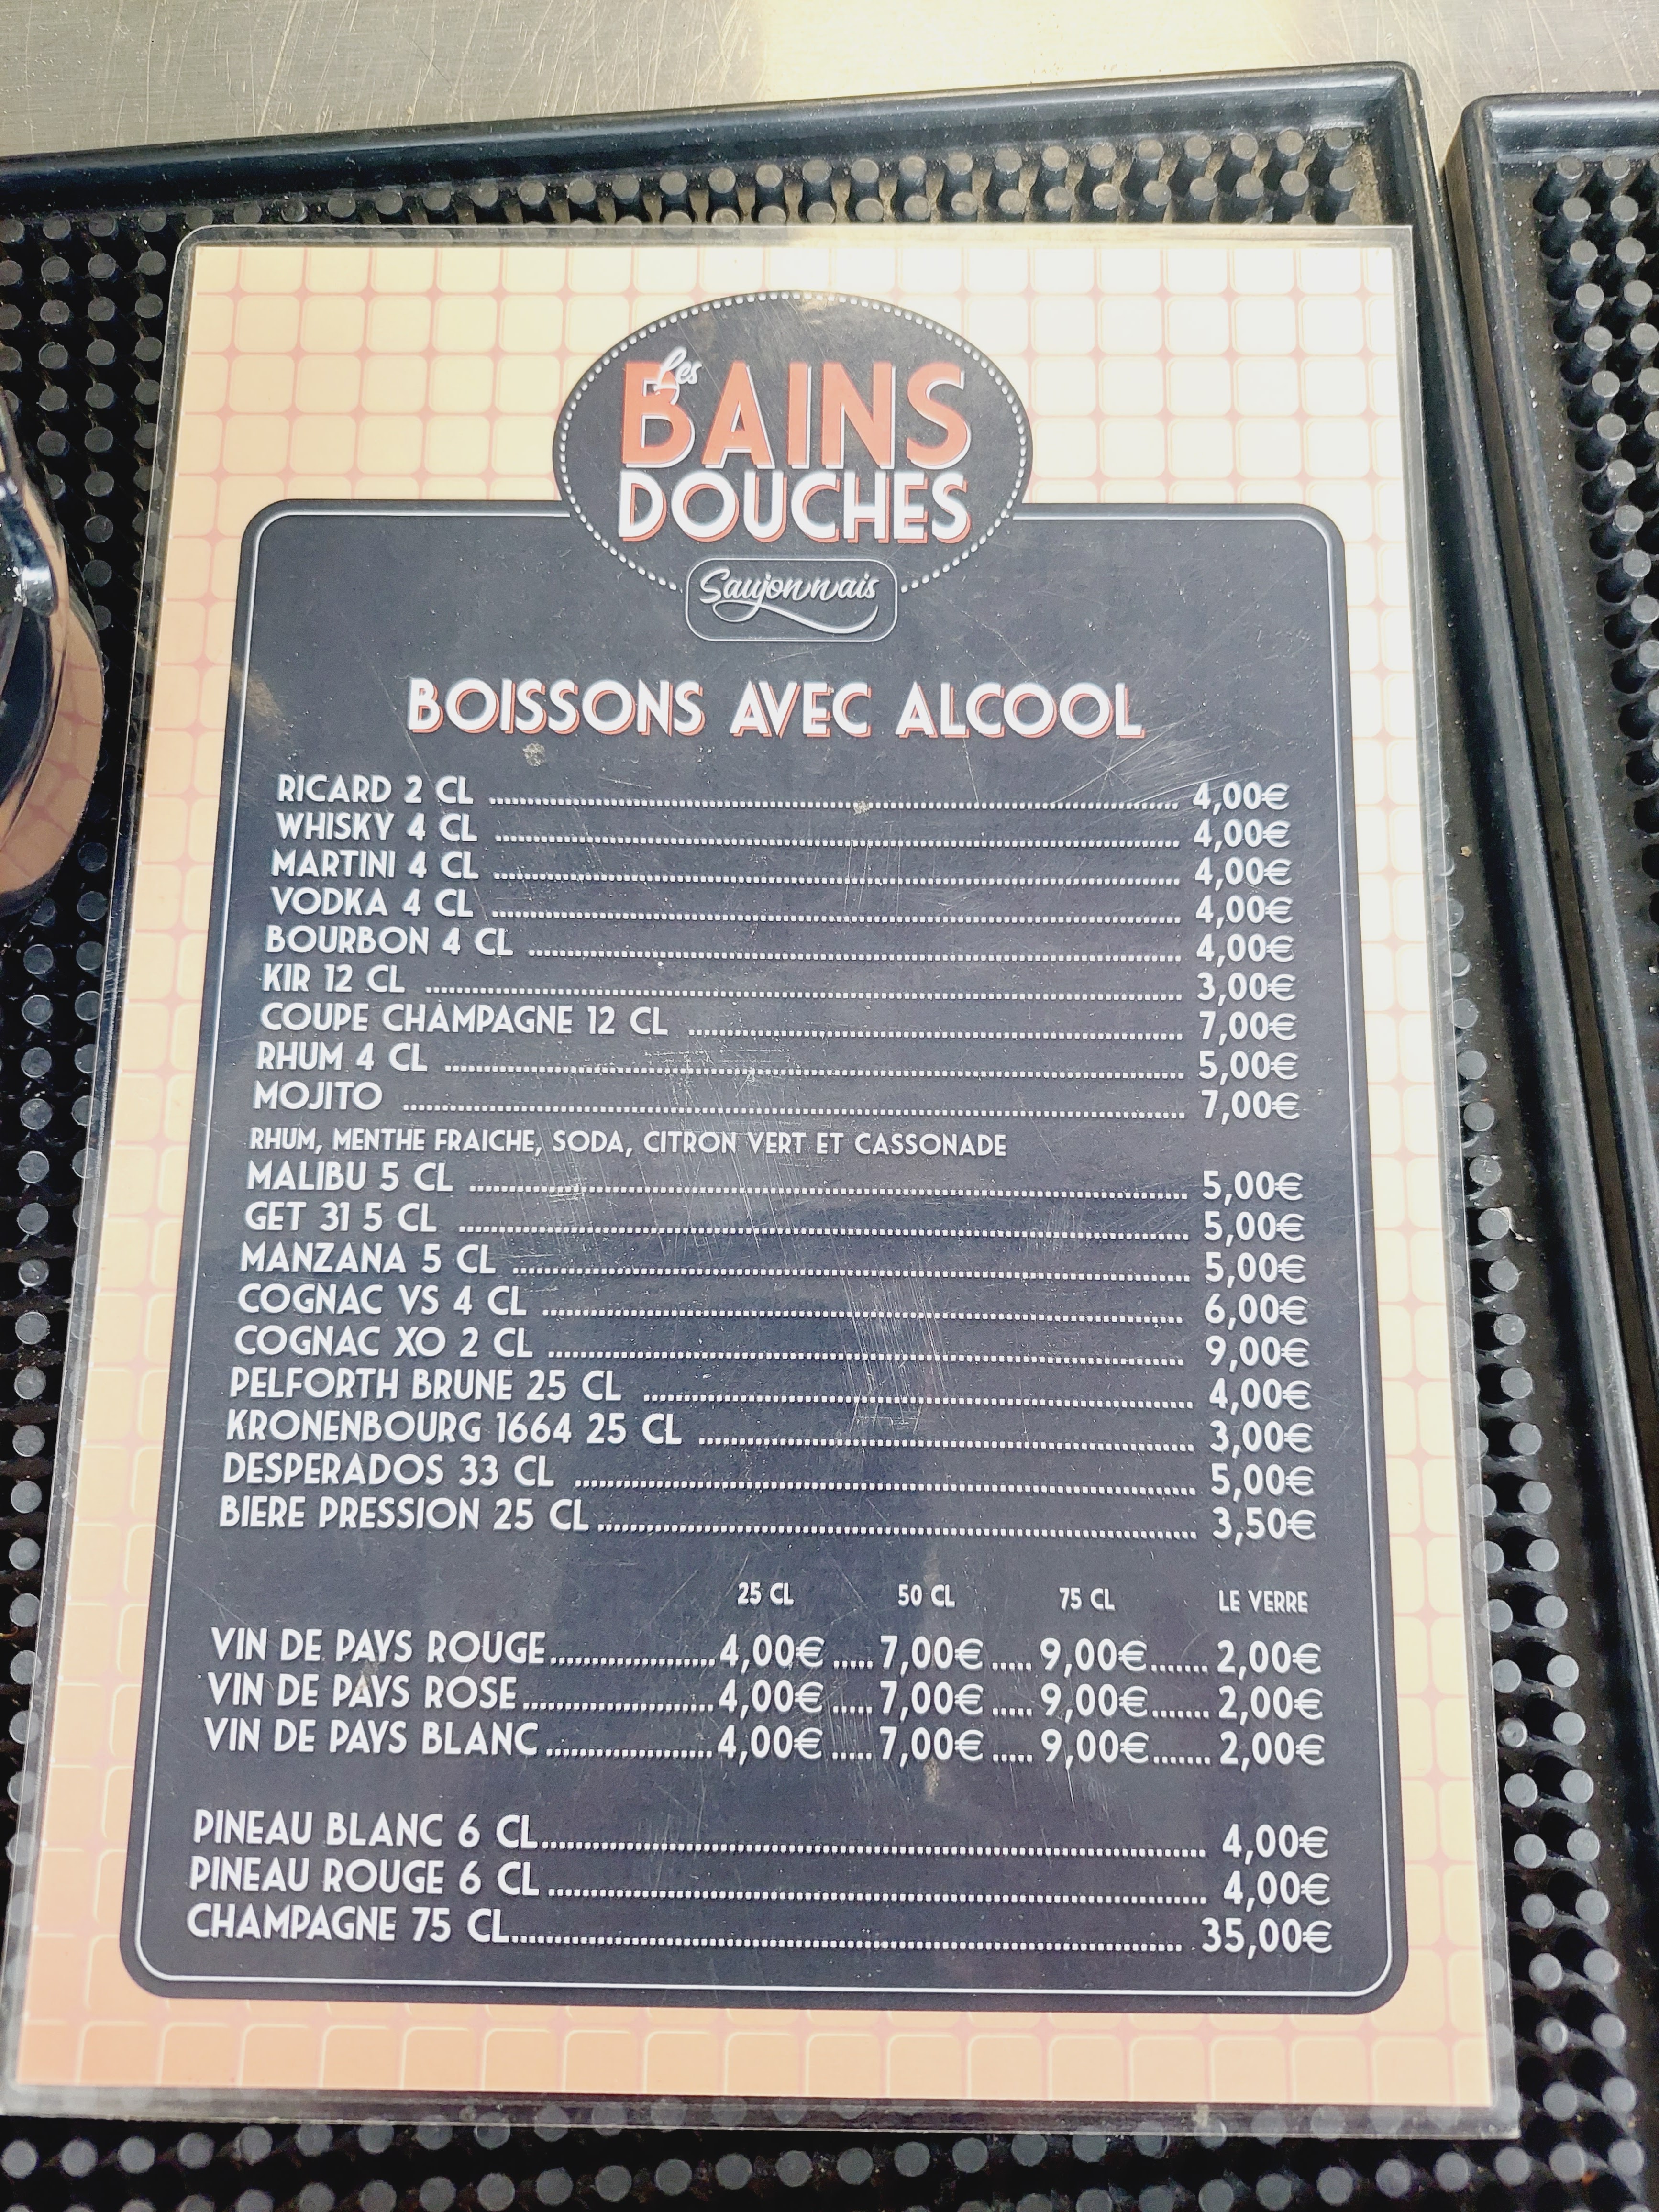 Les
BAINS
DOUCHES
Saujonnais
BOISSONS AVEC ALCOOL
RICARD 2 CL ........ 4,00€
WHISKY 4 CL ........ 4,00€
MARTINI 4 CL ........ 4,00€
VODKA 4 CL ........ 4,00€
BOURBON 4 CL ........ 4,00€
KIR 12 CL ........ 3,00€
COUPE CHAMPAGNE 12 CL ........ 7,00€
RHUM 4 CL ........ 5,00€
MOJITO ........ 7,00€
RHUM, MENTHE FRAICHE, SODA, CITRON VERT ET CASSONADE
MALIBU 5 CL ........ 5,00€
GET 31 5 CL ........ 5,00€
MANZANA 5 CL ........ 5,00€
COGNAC VS 4 CL ........ 6,00€
COGNAC XO 2 CL ........ 9,00€
PELFORTH BRUNE 25 CL ........ 4,00€
KRONENBOURG 1664 25 CL ........ 3,00€
DESPERADOS 33 CL ........ 5,00€
BIERE PRESSION 25 CL ........ 3,50€
25 CL 50 CL 75 CL LE VERRE
VIN DE PAYS ROUGE ........ 4,00€ ..... 7,00€ ..... 9,00€ ....... 2,00€
VIN DE PAYS ROSE ........ 4,00€ ..... 7,00€ ..... 9,00€ ....... 2,00€
VIN DE PAYS BLANC ........ 4,00€ ..... 7,00€ ..... 9,00€ ....... 2,00€
PINEAU BLANC 6 CL ........ 4,00€
PINEAU ROUGE 6 CL ........ 4,00€
CHAMPAGNE 75 CL ........ 35,00€